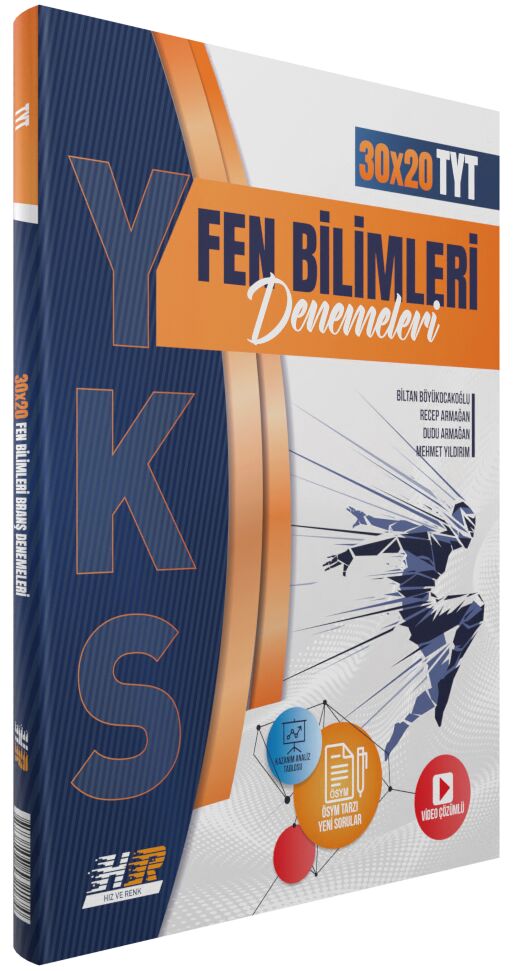 TYT
30x20 FEN BİLİMLERİ BRANŞ DENEMELERİ
YKS
30x20 TYT
FEN BİLİMLERİ
Denemeleri
BİLTAN BÖYÜKOCAKOĞLU
RECEP ARMAĞAN
DUDU ARMAĞAN
MEHMET YILDIRIM
KAZANIM ANALİZ
TABLOSU
ÖSYM
ÖSYM TARZI
YENİ SORULAR
VİDEO ÇÖZÜMLÜ
HR
HIZ VE RENK